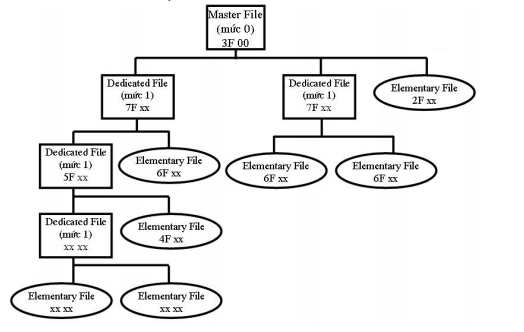 Master File
(mức 0)
3F 00
Dedicated File
(mức 1)
7F xx
Dedicated File
(mức 1)
7F xx
Elementary File
2F xx
Dedicated File
(mức 1)
5F xx
Elementary File
6F xx
Elementary File
6F xx
Elementary File
6F xx
Dedicated File
(mức 1)
xx xx
Elementary File
4F xx
Elementary File
xx xx
Elementary File
xx xx